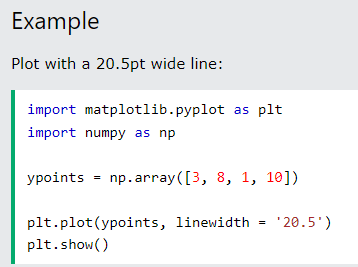 Example
Plot with a 20.5pt wide line:
import matplotlib.pyplot as plt
import numpy as np
ypoints = np.array([3, 8, 1, 10])
plt.plot(ypoints, linewidth = '20.5')
plt.show()